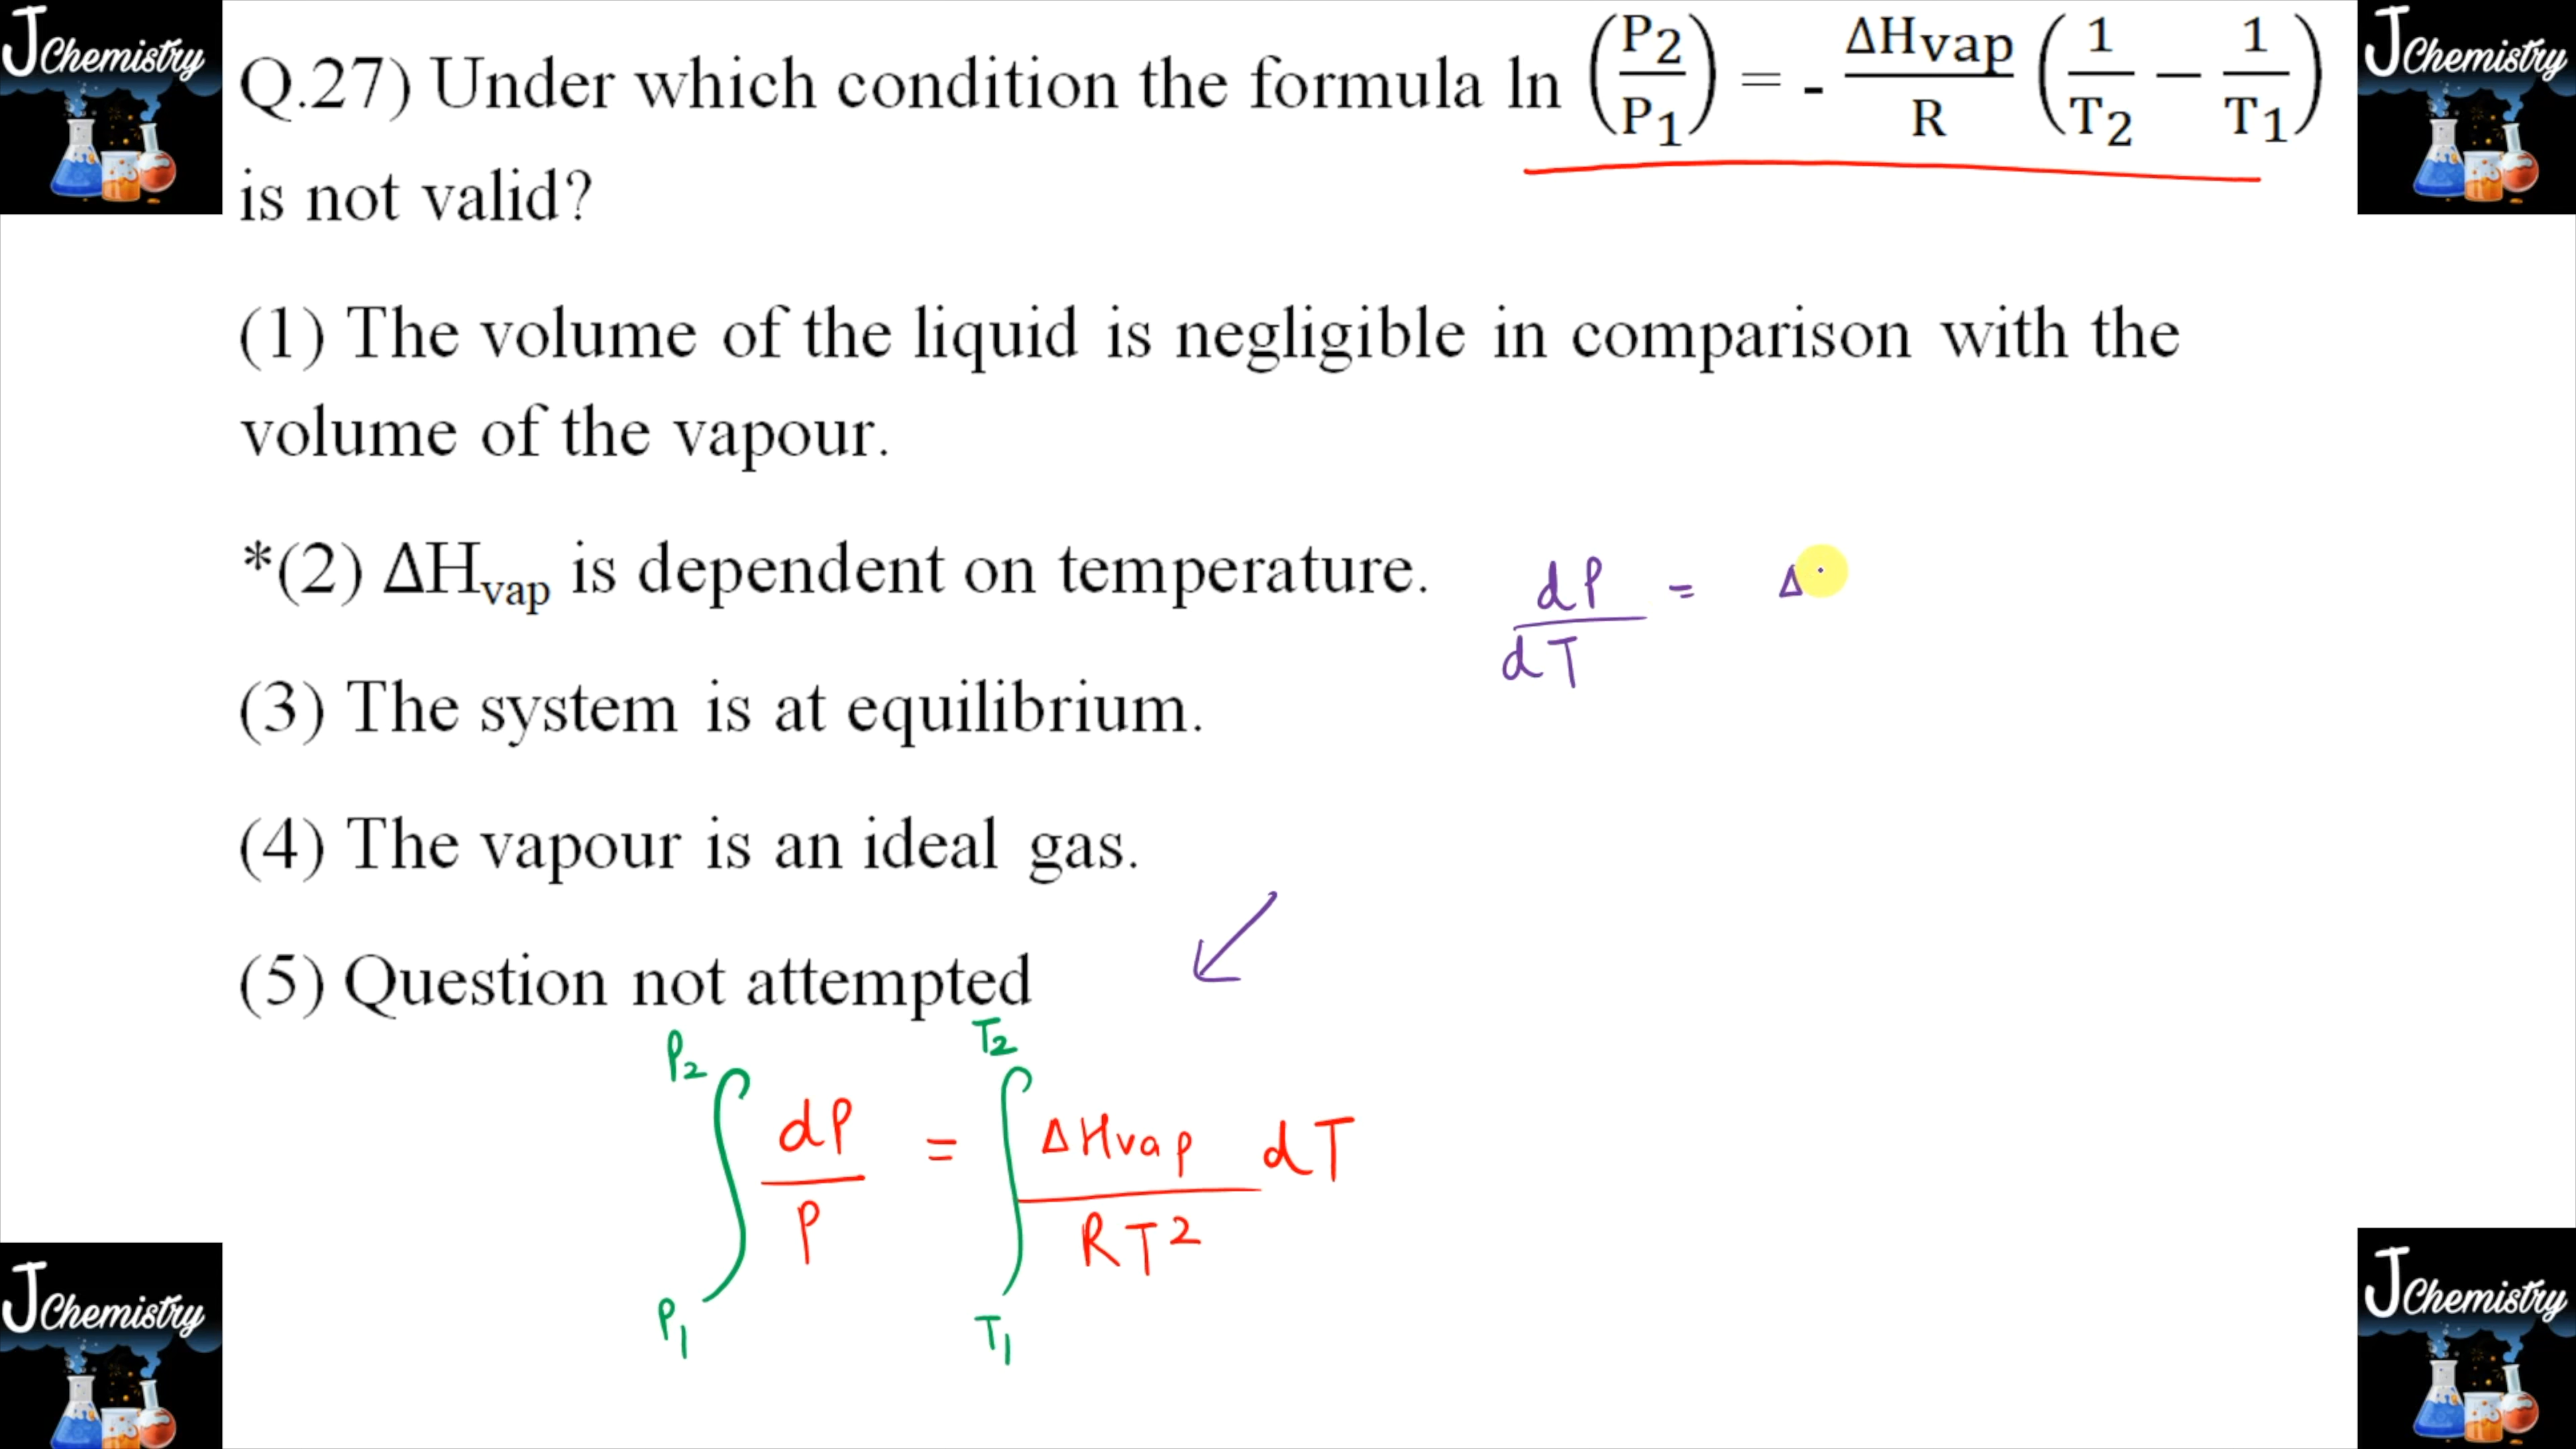 JChemistry
JChemistry
Q.27) Under which condition the formula ln (P2/P1) = - ΔHvap/R (1/T2 − 1/T1)
is not valid?
(1) The volume of the liquid is negligible in comparison with the
volume of the vapour.
*(2) ΔHvap is dependent on temperature.
dP/dT = Δ
(3) The system is at equilibrium.
(4) The vapour is an ideal gas.
(5) Question not attempted
P2 T2
∫ dP/P = ∫ ΔHvap/RT² dT
P1 T1
JChemistry
JChemistry